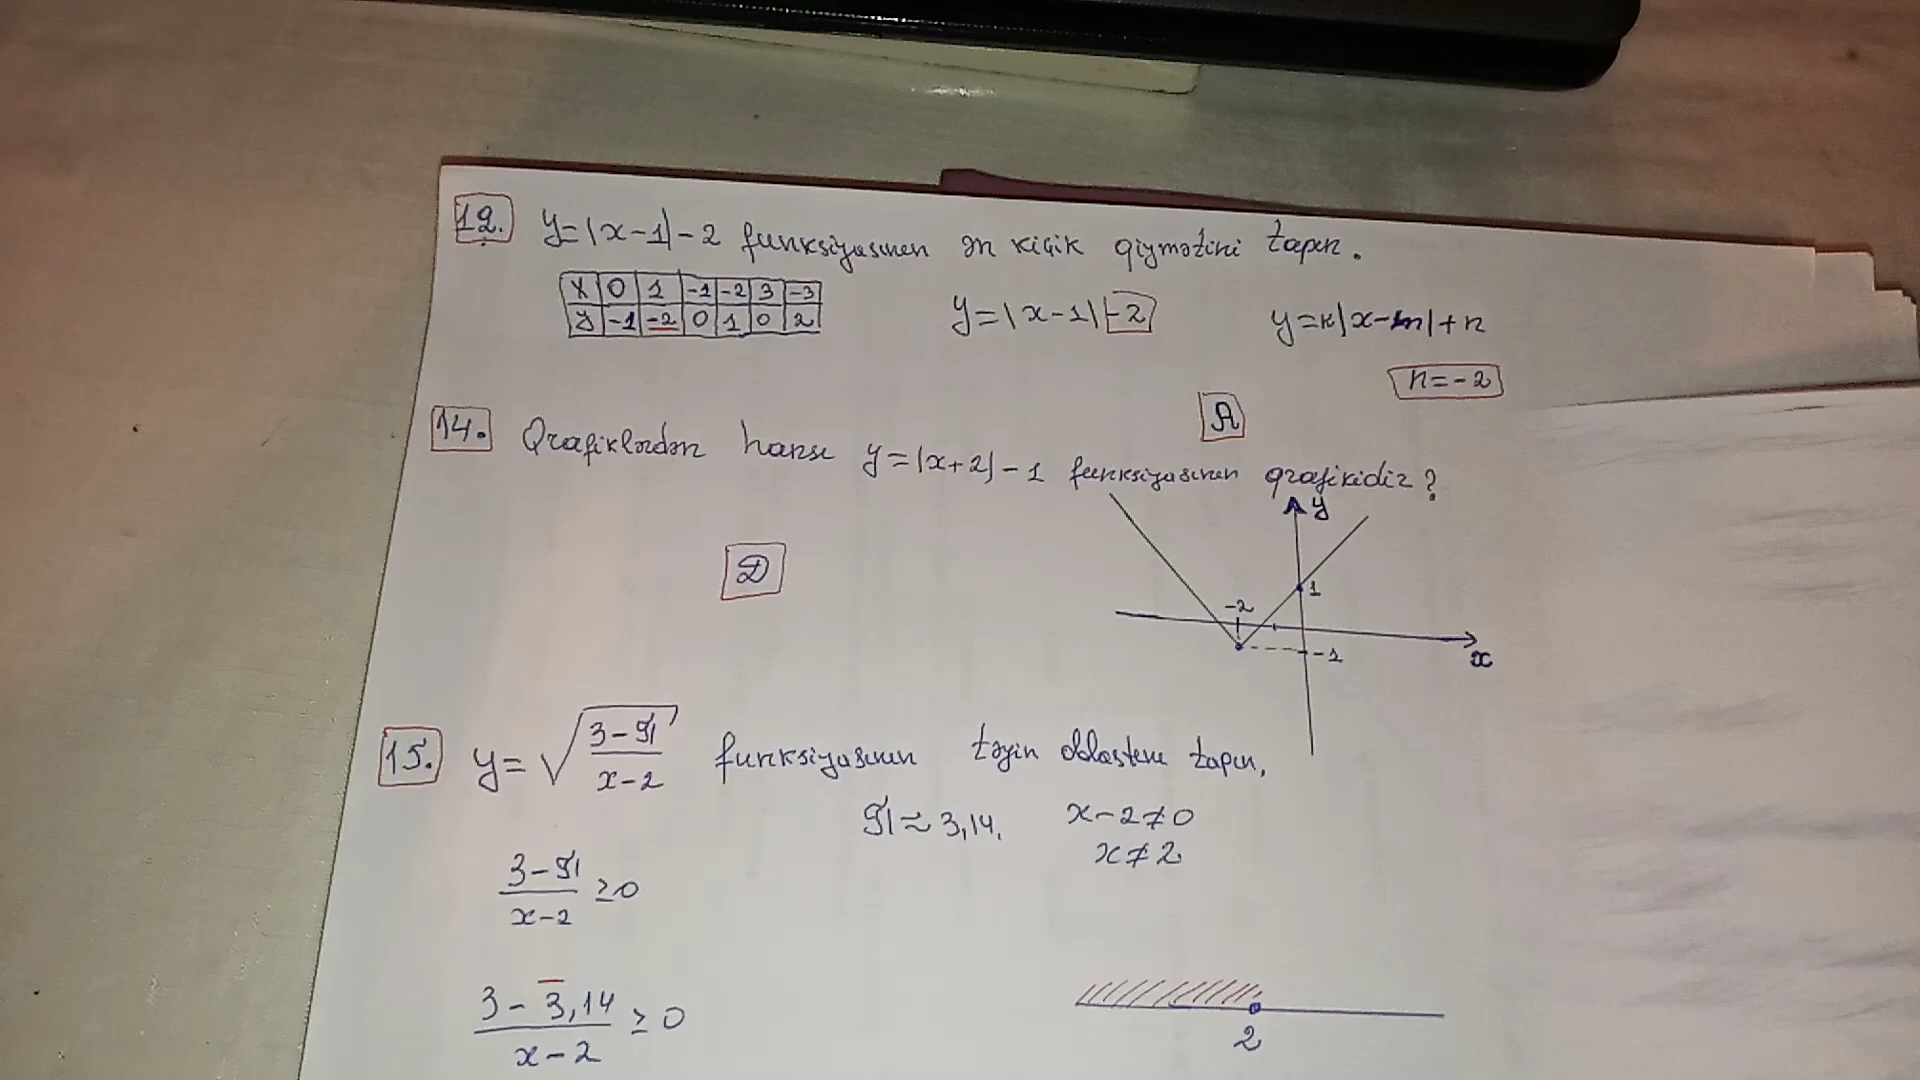 12. y=|x-1|-2 funksiyasının ən kiçik qiymətini tapın.
x 0 1 -1 -2 3 -3
y -1 -2 0 1 0 2
y=|x-1|-2
y=k|x-m|+n
n=-2
A
14. Qrafiklərdən hansı y=|x+2|-1 funksiyasının qrafikidir?
D
y
1
-2
-1
x
15. y=√((3-π)/(x-2)) funksiyasının təyin oblastını tapın,
π≈3,14.
x-2≠0
x≠2
(3-π)/(x-2) ≥0
(3-3,14)/(x-2) ≥0
2